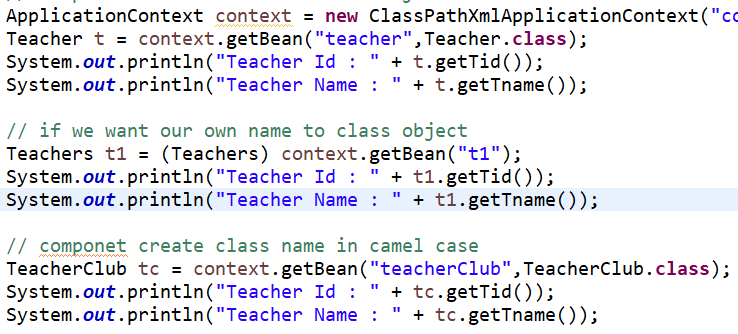 ApplicationContext context = new ClassPathXmlApplicationContext("co
Teacher t = context.getBean("teacher",Teacher.class);
System.out.println("Teacher Id : " + t.getTid());
System.out.println("Teacher Name : " + t.getTname());
// if we want our own name to class object
Teachers t1 = (Teachers) context.getBean("t1");
System.out.println("Teacher Id : " + t1.getTid());
System.out.println("Teacher Name : " + t1.getTname());
// componet create class name in camel case
TeacherClub tc = context.getBean("teacherClub",TeacherClub.class);
System.out.println("Teacher Id : " + tc.getTid());
System.out.println("Teacher Name : " + tc.getTname());